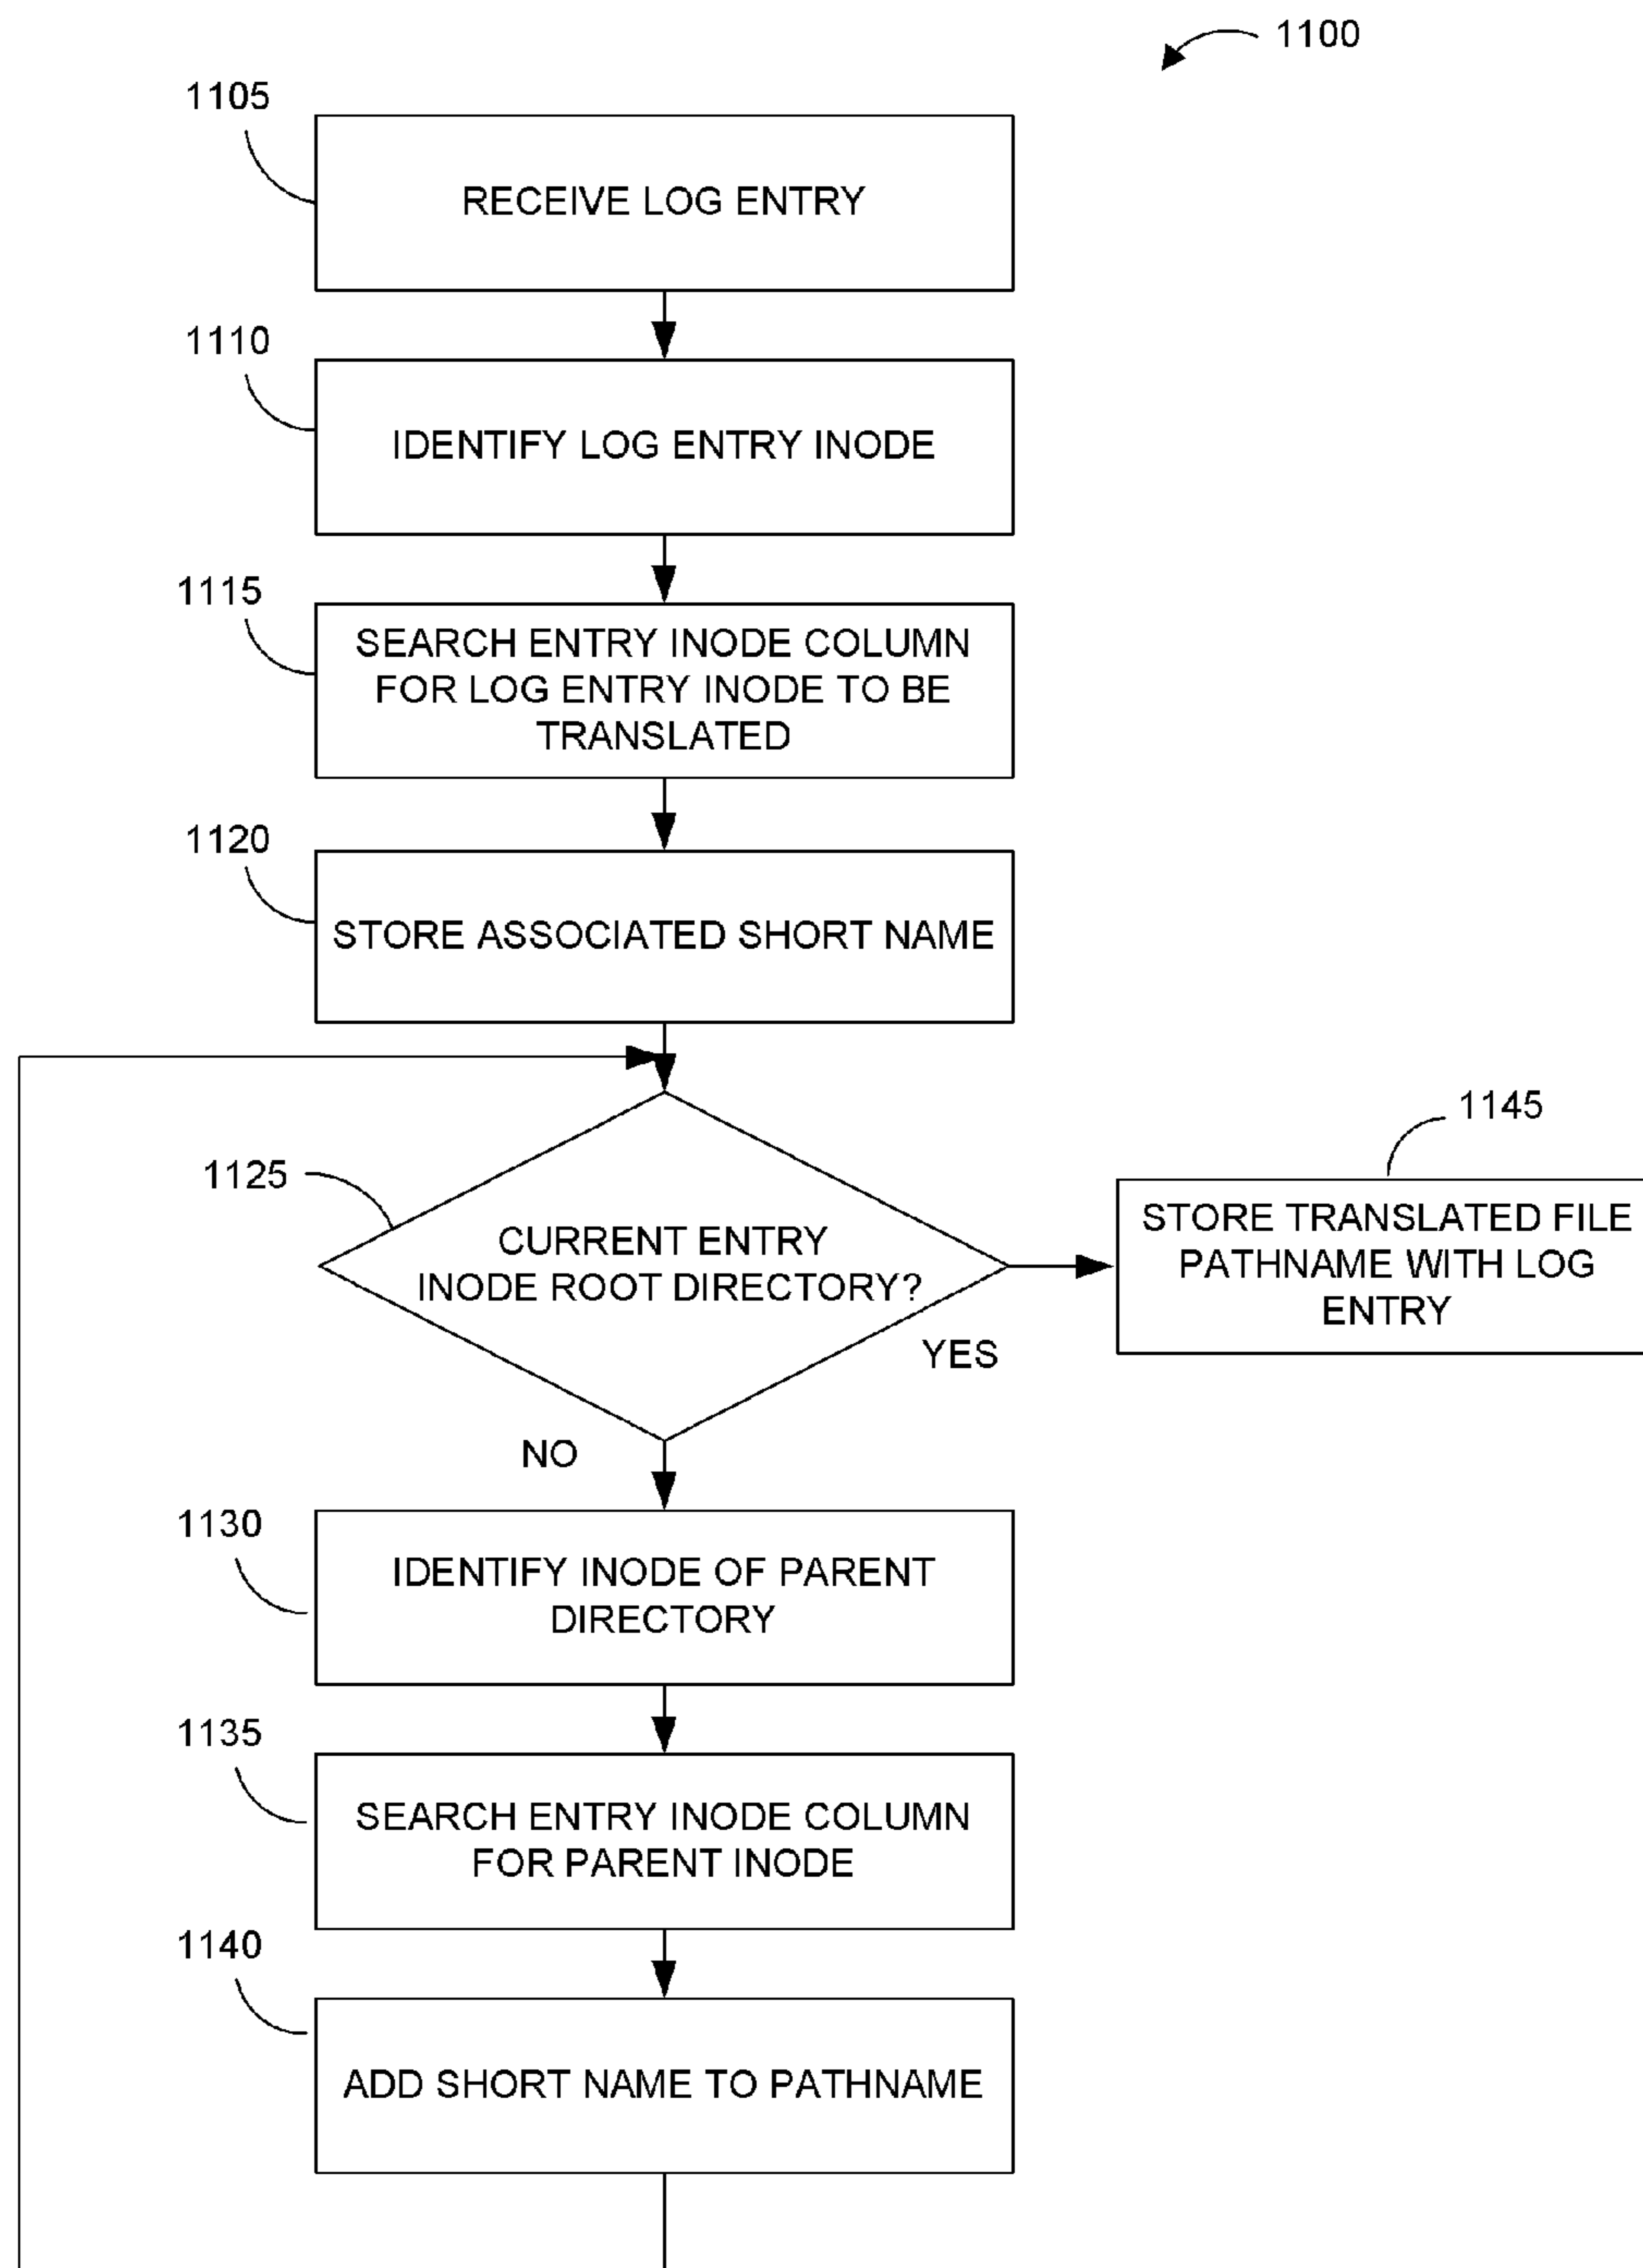 1100
1105
RECEIVE LOG ENTRY
1110
IDENTIFY LOG ENTRY INODE
1115
SEARCH ENTRY INODE COLUMN
FOR LOG ENTRY INODE TO BE
TRANSLATED
1120
STORE ASSOCIATED SHORT NAME
1125
CURRENT ENTRY
INODE ROOT DIRECTORY?
YES
1145
STORE TRANSLATED FILE
PATHNAME WITH LOG
ENTRY
NO
1130
IDENTIFY INODE OF PARENT
DIRECTORY
1135
SEARCH ENTRY INODE COLUMN
FOR PARENT INODE
1140
ADD SHORT NAME TO PATHNAME